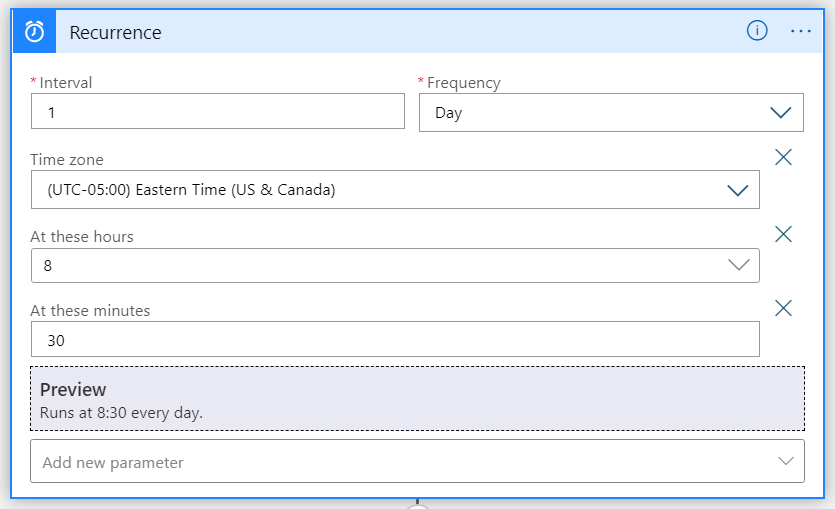 Recurrence
* Interval
* Frequency
1
Day
Time zone
(UTC-05:00) Eastern Time (US & Canada)
At these hours
8
At these minutes
30
Preview
Runs at 8:30 every day.
Add new parameter